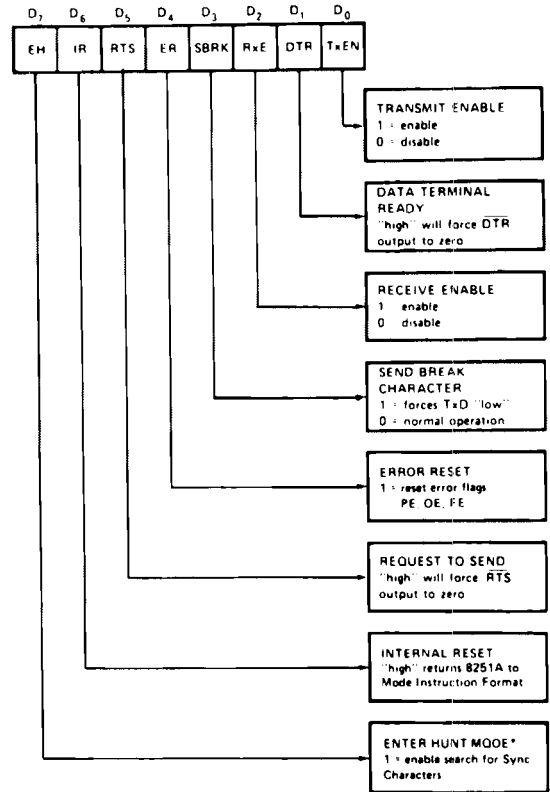 D7 D6 D5 D4 D3 D2 D1 D0
EH IR RTS ER SBRK RxE DTR TxEN
TRANSMIT ENABLE
1 = enable
0 = disable
DATA TERMINAL
READY
"high" will force DTR
output to zero
RECEIVE ENABLE
1 enable
0 disable
SEND BREAK
CHARACTER
1 = forces TxD "low"
0 = normal operation
ERROR RESET
1 = reset error flags
PE, OE, FE
REQUEST TO SEND
"high" will force RTS
output to zero
INTERNAL RESET
"high" returns 8251A to
Mode Instruction Format
ENTER HUNT MODE*
1 = enable search for Sync
Characters